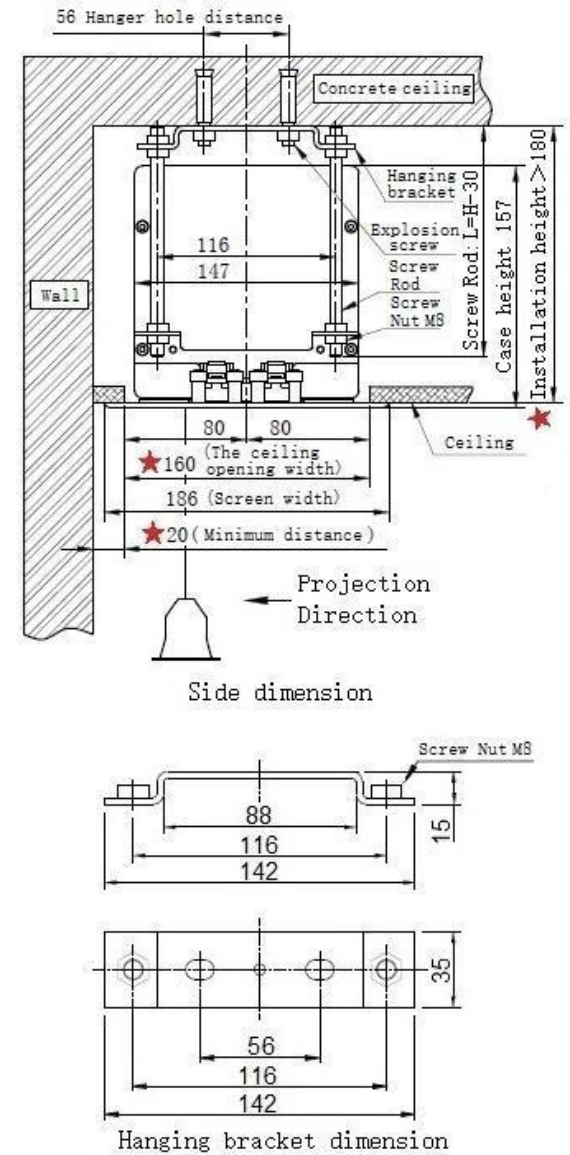 56 Hanger hole distance
Concrete ceiling
Hanging
bracket
Explosion
screw
Screw
Rod
Screw
Nut M8
116
147
Wall
Screw Rod: L=H-30
Case height 157
★ Installation height>180
80
80
Ceiling
★160 (The ceiling
opening width)
186 (Screen width)
★20 (Minimum distance)
Projection
Direction
Side dimension
Screw Nut M8
88
116
142
15
35
56
116
142
Hanging bracket dimension